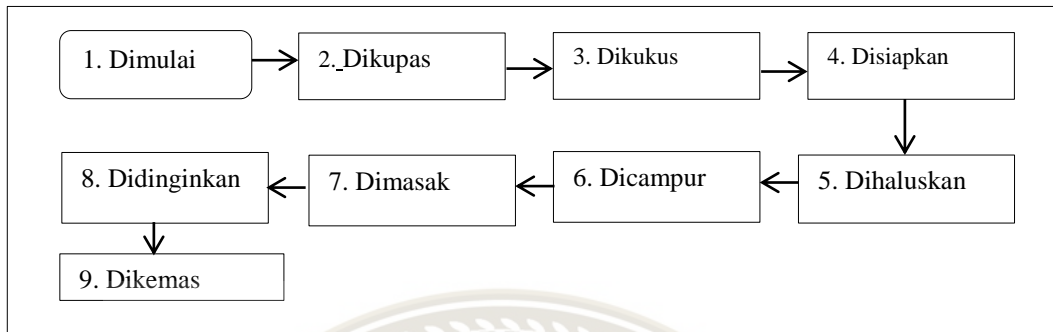 1. Dimulai
2. Dikupas
3. Dikukus
4. Disiapkan
5. Dihaluskan
6. Dicampur
7. Dimasak
8. Didinginkan
9. Dikemas